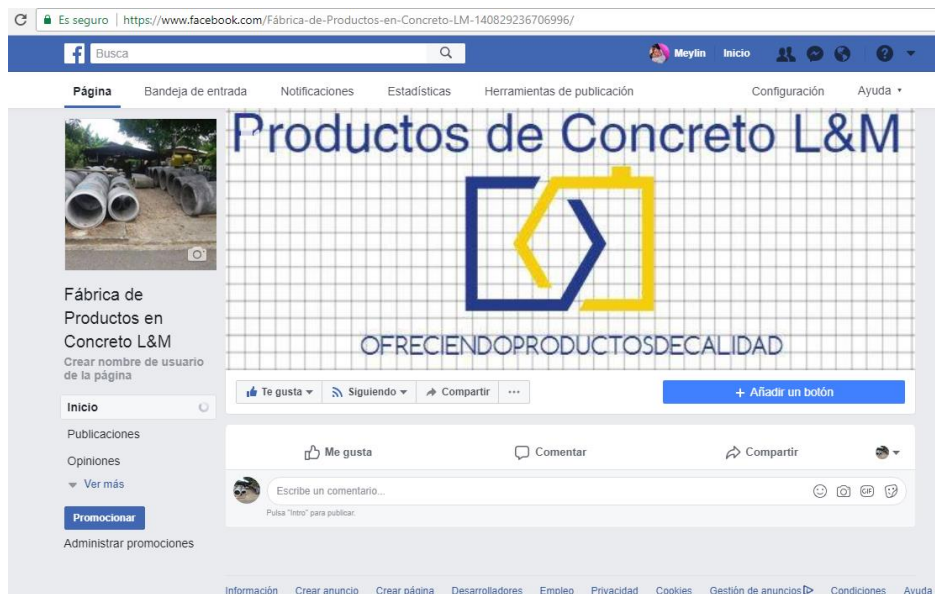 Es seguro | https://www.facebook.com/Fábrica-de-Productos-en-Concreto-LM-140829236706996/
Busca
Meylin Inicio
Página Bandeja de entrada Notificaciones Estadísticas Herramientas de publicación Configuración Ayuda
Productos de Concreto L&M
OFRECIENDOPRODUCTOSDECALIDAD
Fábrica de
Productos en
Concreto L&M
Crear nombre de usuario
de la página
Te gusta Siguiendo Compartir ... + Añadir un botón
Inicio
Publicaciones
Opiniones
Ver más
Promocionar
Administrar promociones
Me gusta Comentar Compartir
Escribe un comentario...
GIF
Pulsa "Intro" para publicar.
Información Crear anuncio Crear página Desarrolladores Empleo Privacidad Cookies Gestión de anuncios Condiciones Ayuda